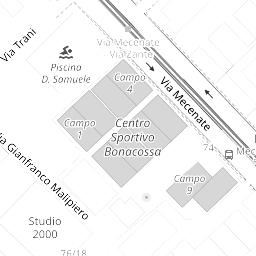 Via Trani
Via Mecenate
Via Zante
Piscina
D. Samuele
Campo
4
Via Mecenate
Campo
1
Centro
Sportivo
Bonacossa
74
Mec
Via Gianfranco Malipiero
Campo
9
Studio
2000
76/18